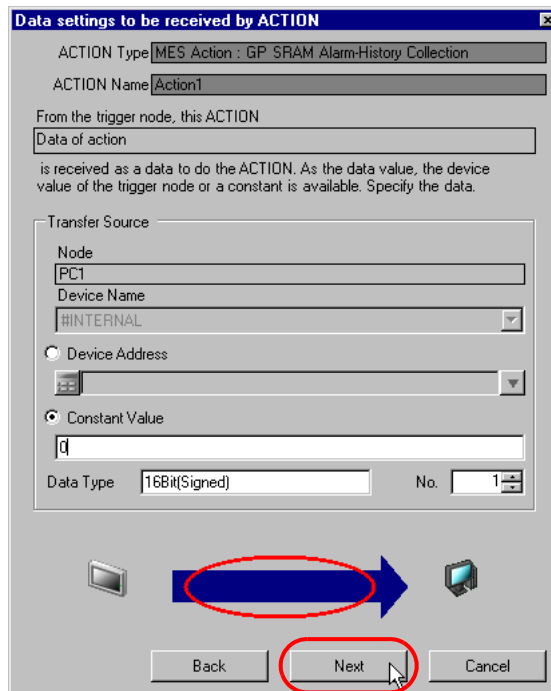 Data settings to be received by ACTION
ACTION Type MES Action : GP SRAM Alarm-History Collection
ACTION Name Action1
From the trigger node, this ACTION
Data of action
is received as a data to do the ACTION. As the data value, the device
value of the trigger node or a constant is available. Specify the data.
Transfer Source
Node
PC1
Device Name
#INTERNAL
Device Address
Constant Value
0
Data Type 16Bit(Signed) No. 1
Back Next Cancel